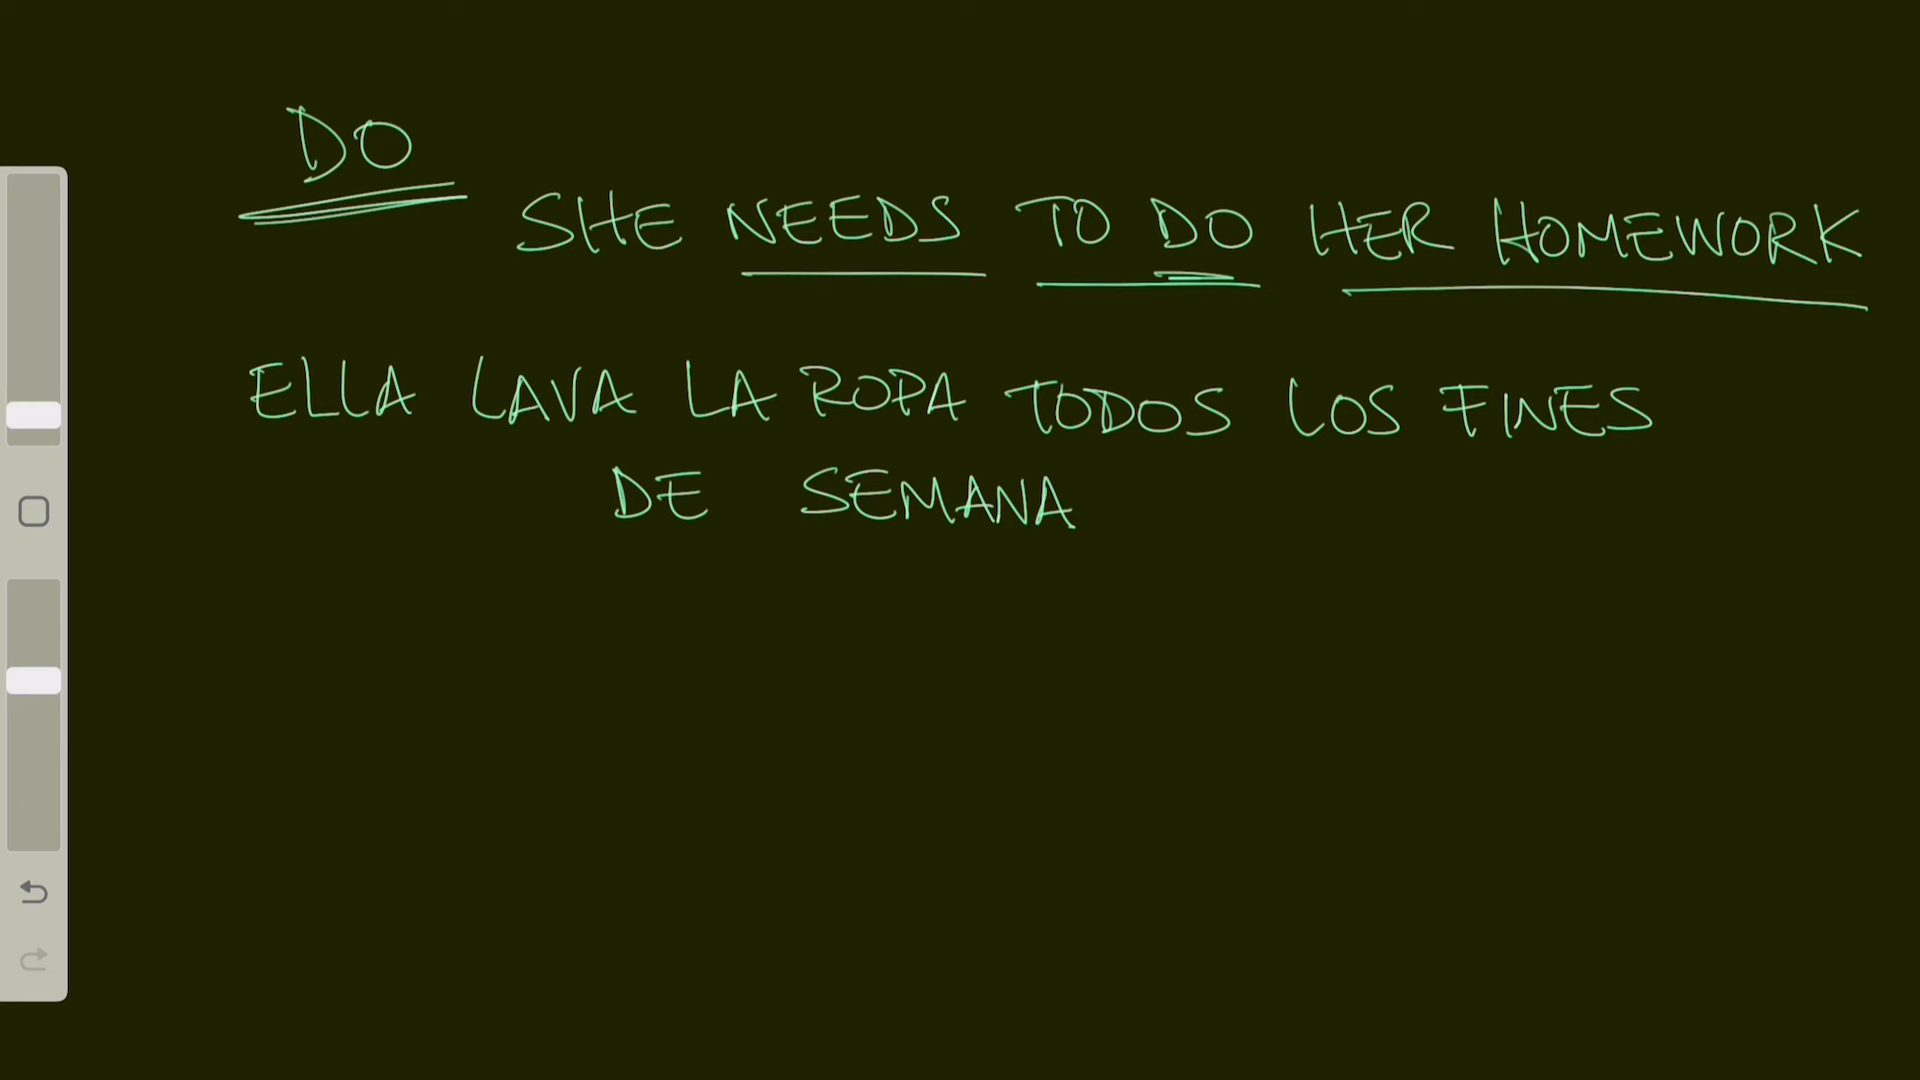 DO
SHE NEEDS TO DO HER HOMEWORK
ELLA LAVA LA ROPA TODOS LOS FINES
DE SEMANA